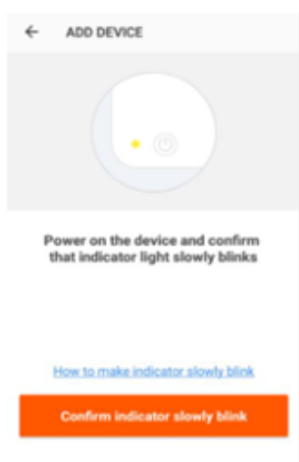 ADD DEVICE
Power on the device and confirm
that indicator light slowly blinks
How to make indicator slowly blink
Confirm indicator slowly blink